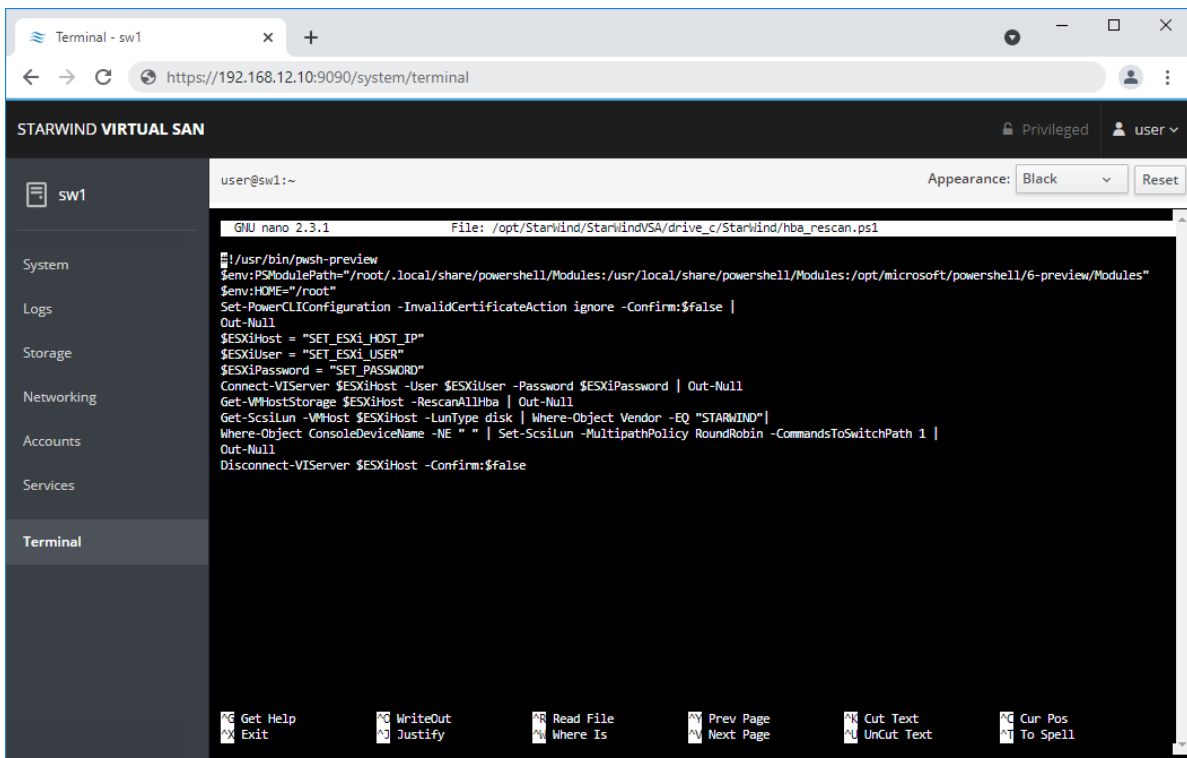 Terminal - sw1
https://192.168.12.10:9090/system/terminal
STARWIND VIRTUAL SAN
Privileged
user
sw1
System
Logs
Storage
Networking
Accounts
Services
Terminal
user@sw1:~
Appearance: Black
Reset
GNU nano 2.3.1 File: /opt/StarWind/StarWindVSA/drive_c/StarWind/hba_rescan.ps1
#!/usr/bin/pwsh-preview
$env:PSModulePath="/root/.local/share/powershell/Modules:/usr/local/share/powershell/Modules:/opt/microsoft/powershell/6-preview/Modules"
$env:HOME="/root"
Set-PowerCLIConfiguration -InvalidCertificateAction ignore -Confirm:$false |
Out-Null
$ESXiHost = "SET_ESXi_HOST_IP"
$ESXiUser = "SET_ESXi_USER"
$ESXiPassword = "SET_PASSWORD"
Connect-VIServer $ESXiHost -User $ESXiUser -Password $ESXiPassword | Out-Null
Get-VMHostStorage $ESXiHost -RescanAllHba | Out-Null
Get-ScsiLun -VMHost $ESXiHost -LunType disk | Where-Object Vendor -EQ "STARWIND"|
Where-Object ConsoleDeviceName -NE " " | Set-ScsiLun -MultipathPolicy RoundRobin -CommandsToSwitchPath 1 |
Out-Null
Disconnect-VIServer $ESXiHost -Confirm:$false
^G Get Help ^O WriteOut ^R Read File ^Y Prev Page ^K Cut Text ^C Cur Pos
^X Exit ^J Justify ^W Where Is ^V Next Page ^U UnCut Text ^T To Spell